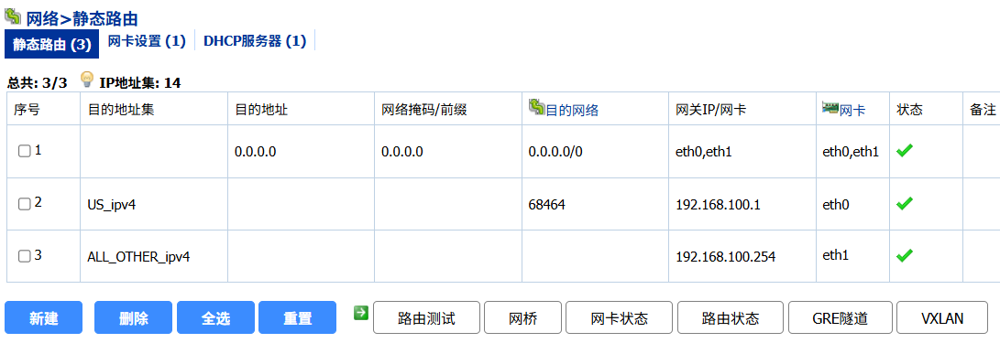 网络>静态路由
静态路由 (3) 网卡设置 (1) DHCP服务器 (1)
总共: 3/3 IP地址集: 14
序号 目的地址集 目的地址 网络掩码/前缀 目的网络 网关IP/网卡 网卡 状态 备注
1 0.0.0.0 0.0.0.0 0.0.0.0/0 eth0,eth1 eth0,eth1
2 US_ipv4 68464 192.168.100.1 eth0
3 ALL_OTHER_ipv4 192.168.100.254 eth1
新建 删除 全选 重置 路由测试 网桥 网卡状态 路由状态 GRE隧道 VXLAN